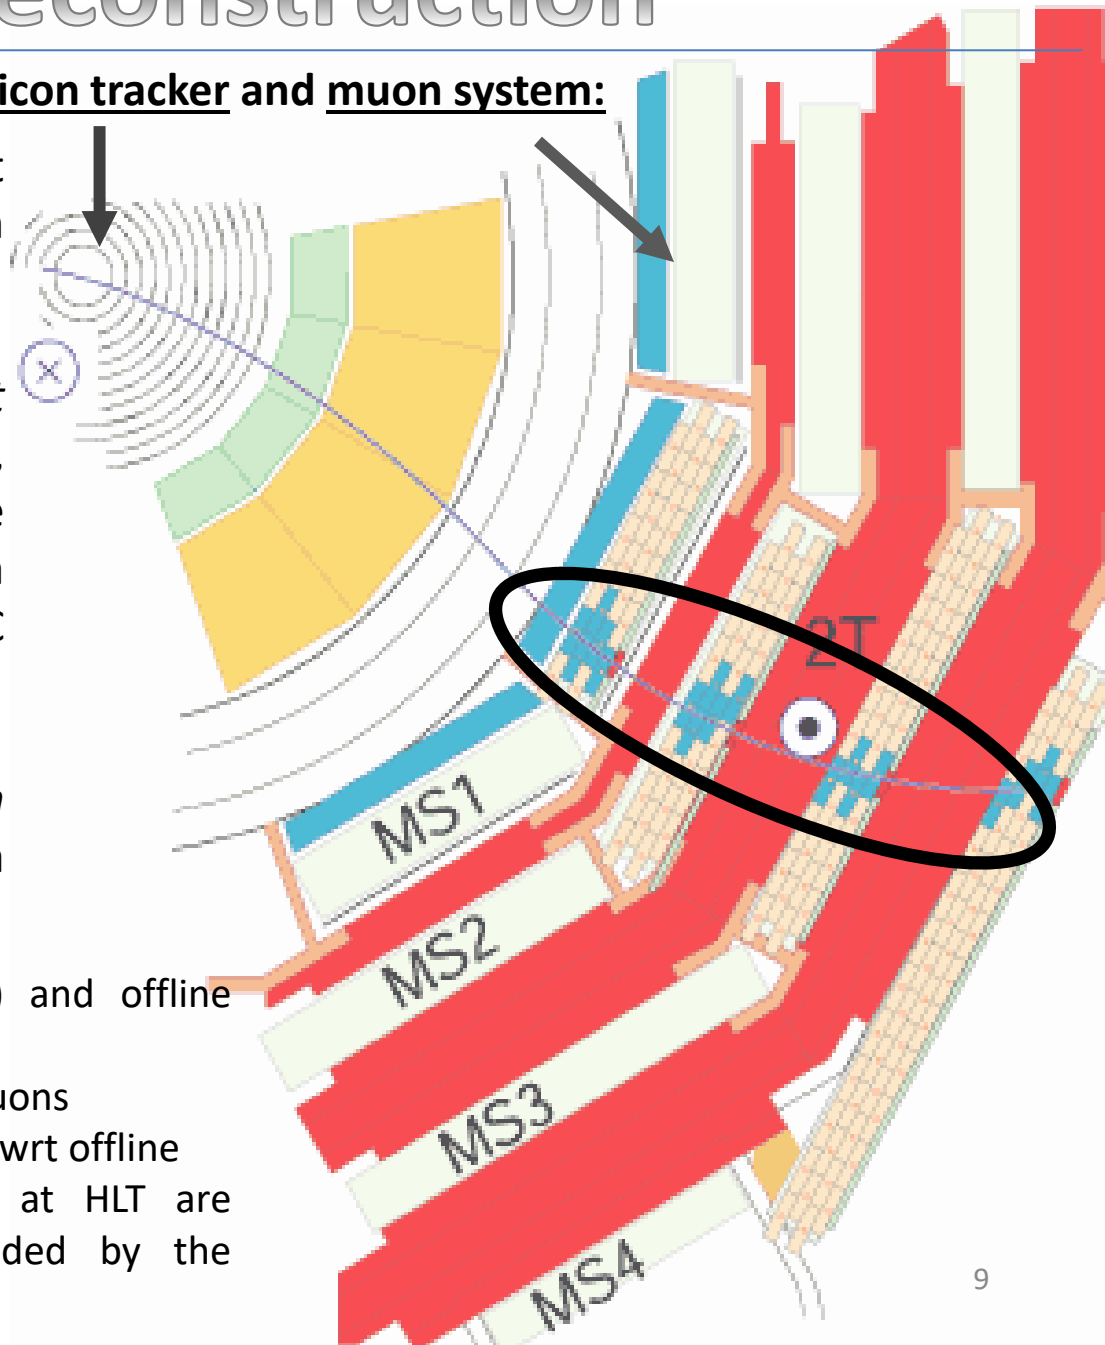 econstruction
icon tracker and muon system:
t
2T
MS1
MS2
) and offline
MS3
uons
wrt offline
at HLT are
ded by the
MS4
9